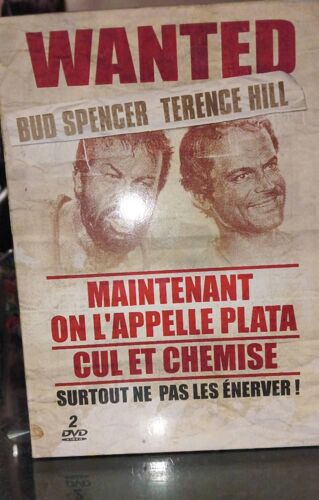 WANTED
BUD SPENCER TERENCE HILL
MAINTENANT
ON L'APPELLE PLATA
CUL ET CHEMISE
SURTOUT NE PAS LES ÉNERVER !
2
DVD
VIDEO